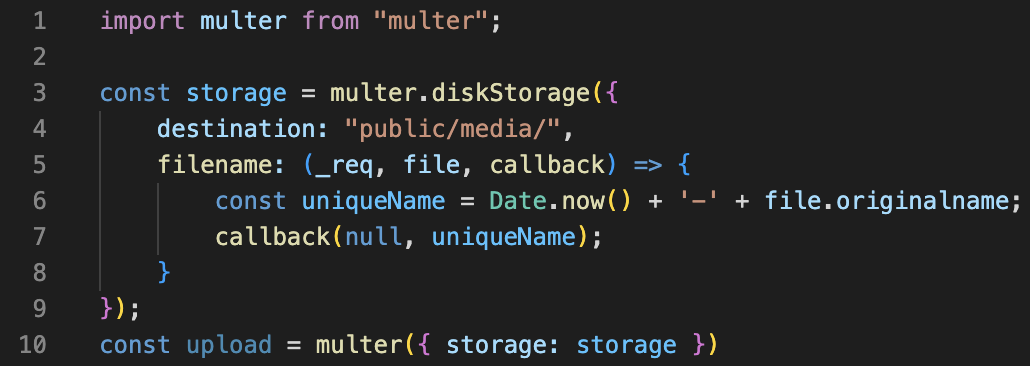 1 import multer from "multer";
2
3 const storage = multer.diskStorage({
4     destination: "public/media/",
5     filename: (_req, file, callback) => {
6         const uniqueName = Date.now() + '-' + file.originalname;
7         callback(null, uniqueName);
8     }
9 });
10 const upload = multer({ storage: storage })